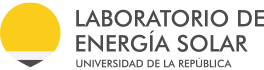 LABORATORIO DE
ENERGÍA SOLAR
UNIVERSIDAD DE LA REPÚBLICA